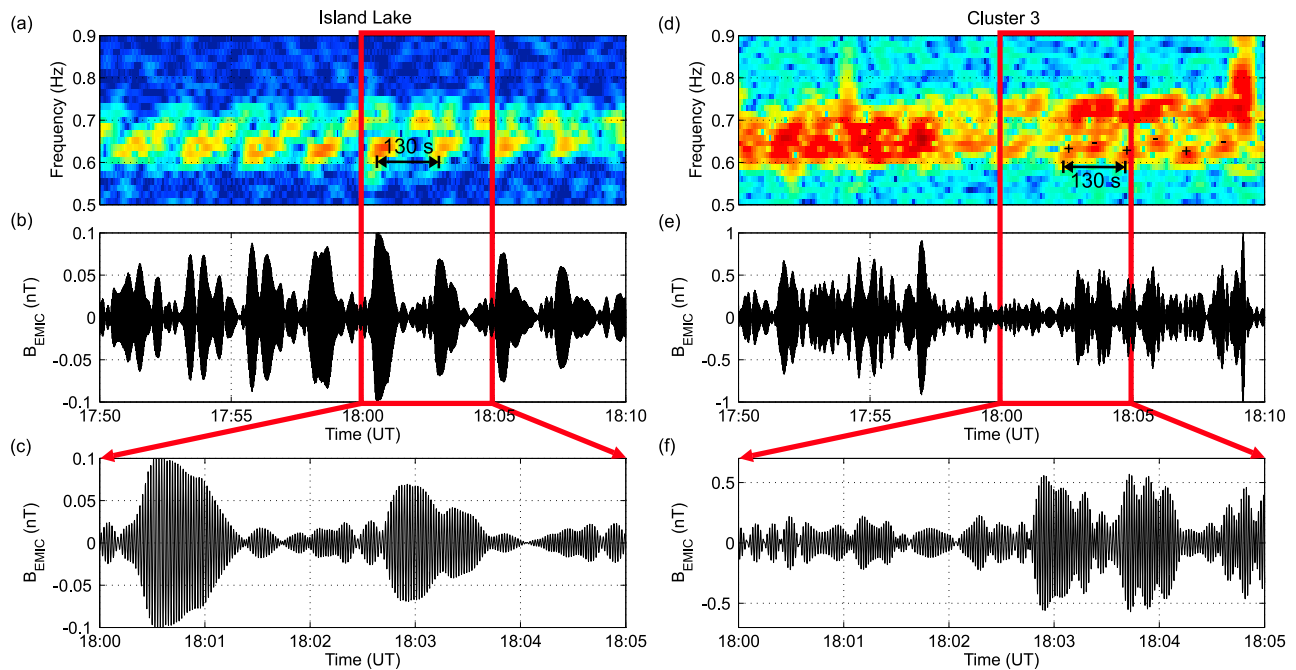 Island Lake
(a)
0.9
0.8
0.7
0.6
0.5
Frequency (Hz)
130 s
(b)
0.1
0.05
0
-0.05
-0.1
B_EMIC (nT)
17:50 17:55 18:00 18:05 18:10
Time (UT)
(c)
0.1
0.05
0
-0.05
-0.1
B_EMIC (nT)
18:00 18:01 18:02 18:03 18:04 18:05
Time (UT)
Cluster 3
(d)
0.9
0.8
0.7
0.6
0.5
Frequency (Hz)
+ - + - + -
130 s
(e)
1
0.5
0
-0.5
-1
B_EMIC (nT)
17:50 17:55 18:00 18:05 18:10
Time (UT)
(f)
0.5
0
-0.5
B_EMIC (nT)
18:00 18:01 18:02 18:03 18:04 18:05
Time (UT)